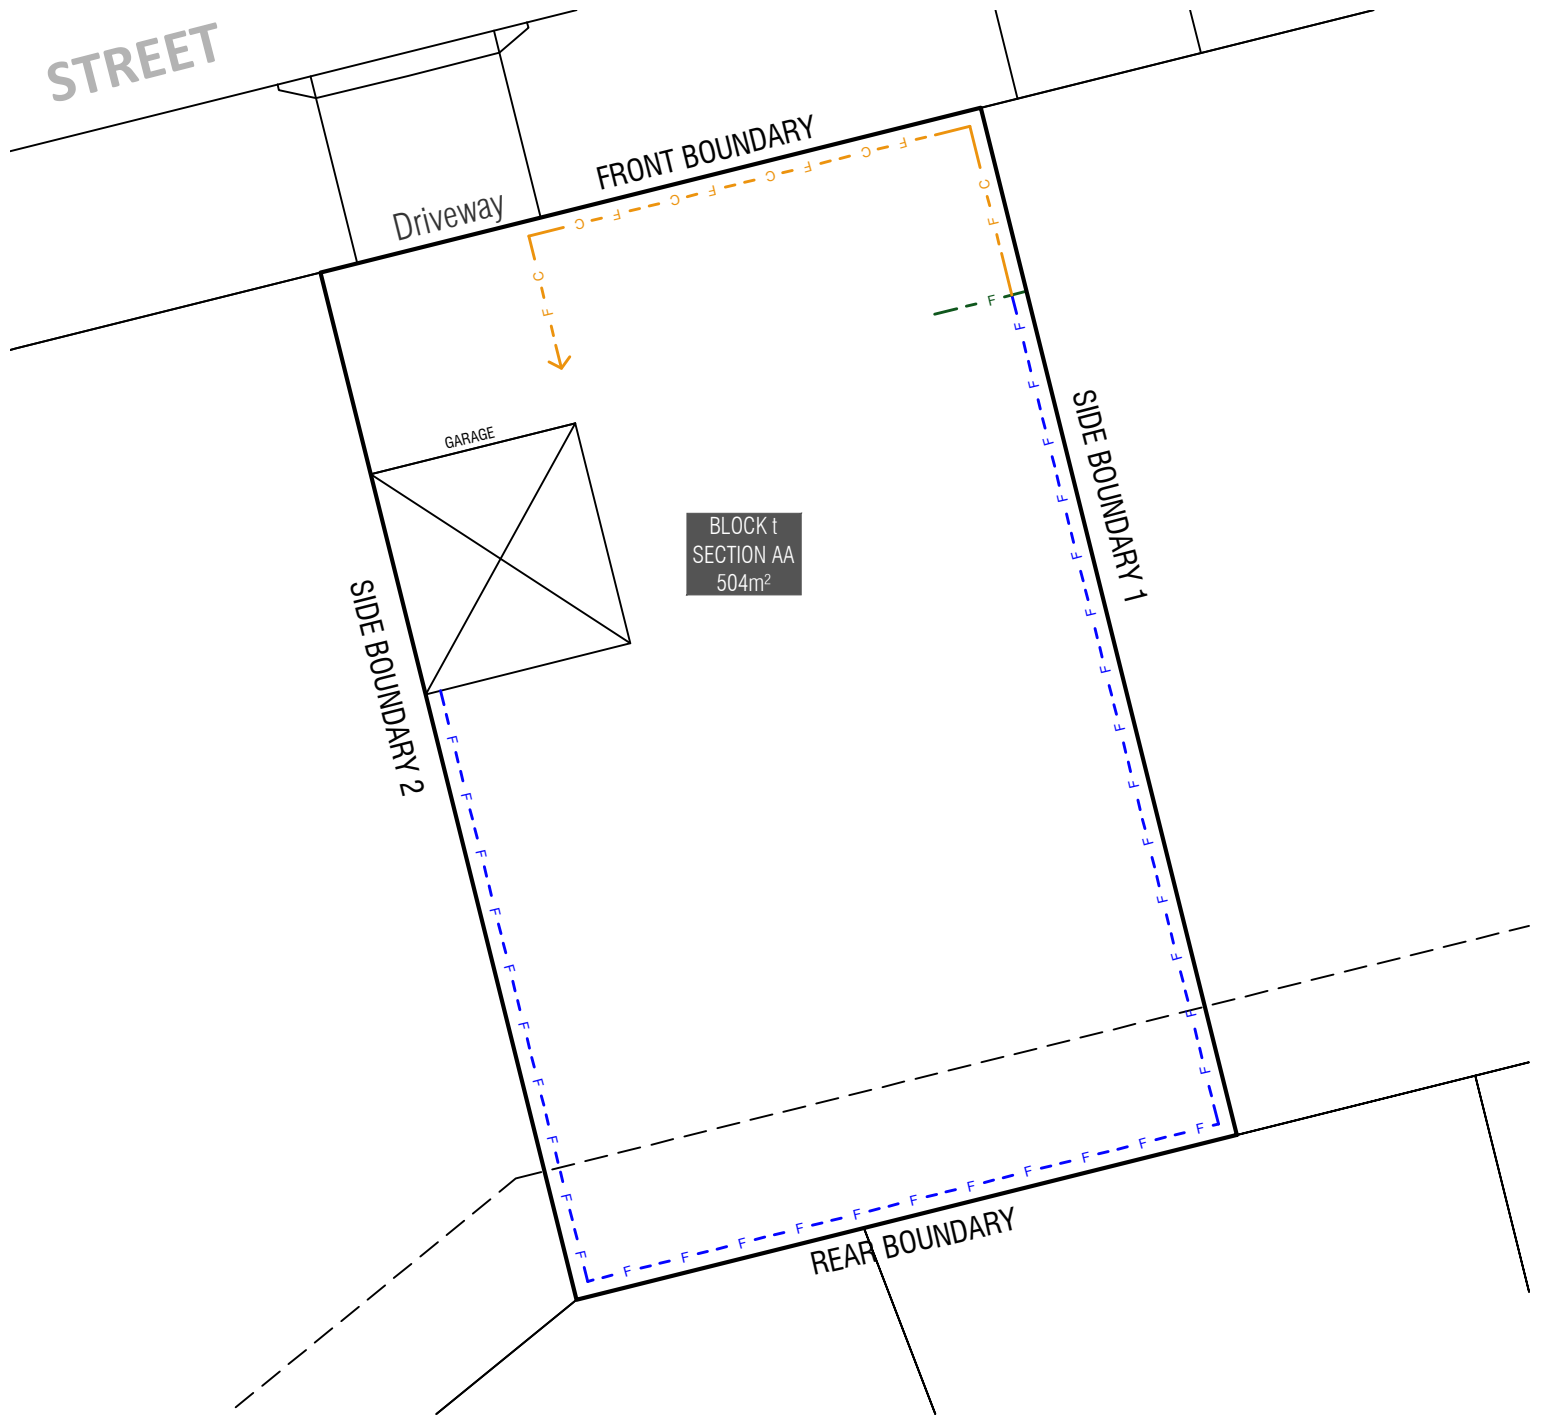 STREET
FRONT BOUNDARY
Driveway
F C F C F C F C
C F
C F
F
GARAGE
BLOCK t
SECTION AA
504m²
SIDE BOUNDARY 1
SIDE BOUNDARY 2
F F F F F F F F F F F F F F
F F F F F F F F F F
F F F F F F F F F F F
REAR BOUNDARY